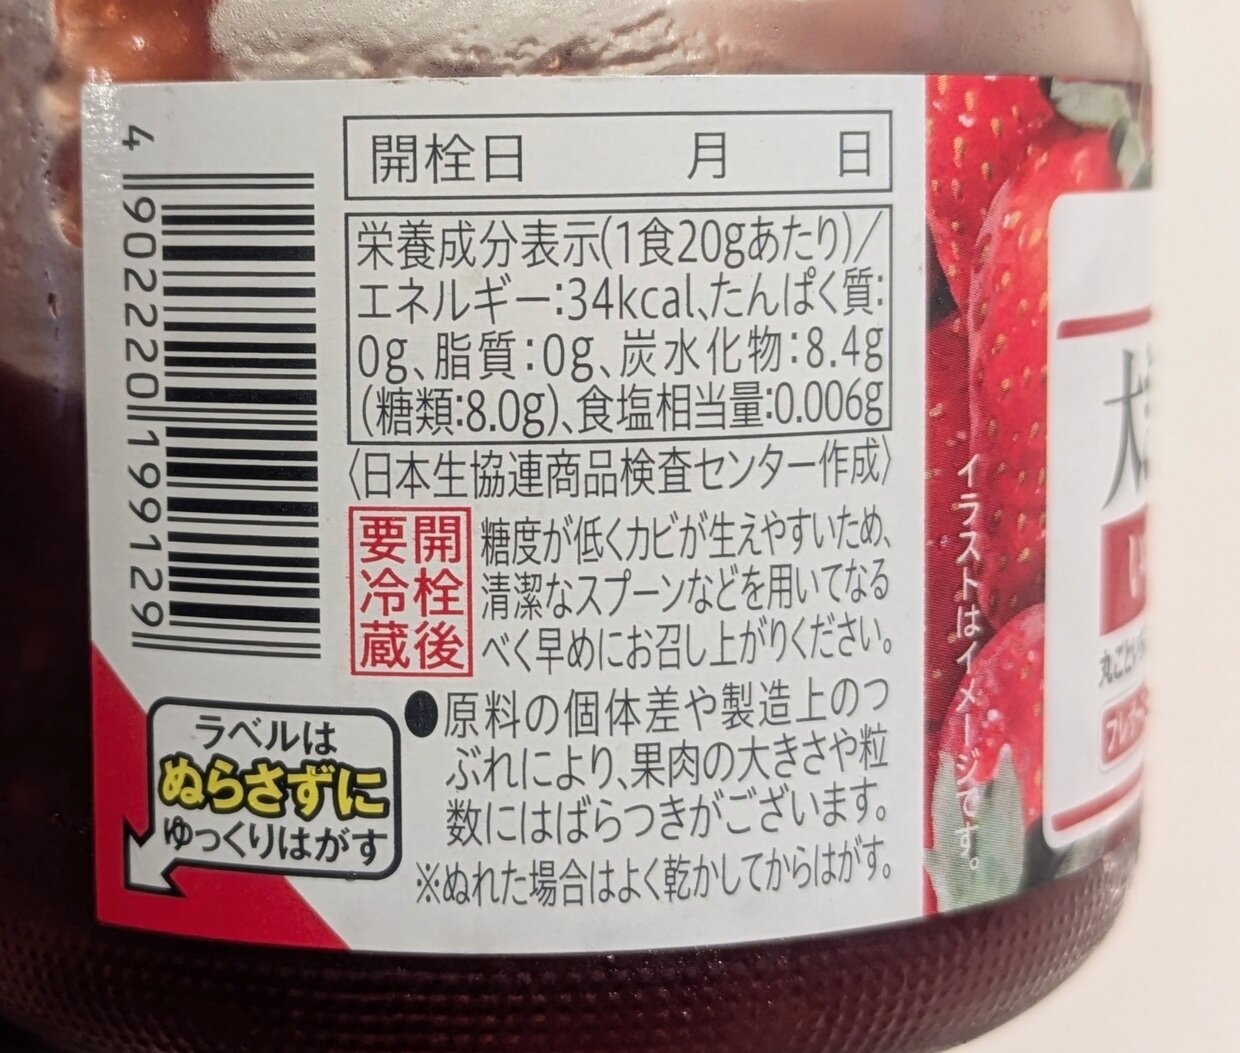 開栓日 月 日
栄養成分表示(1食20gあたり)/
エネルギー:34kcal、たんぱく質:
0g、脂質:0g、炭水化物:8.4g
(糖類:8.0g)、食塩相当量:0.006g
〈日本生協連商品検査センター作成〉
開栓後
要冷蔵
糖度が低くカビが生えやすいため、
清潔なスプーンなどを用いてなる
べく早めにお召し上がりください。
●原料の個体差や製造上のつ
ぶれにより、果肉の大きさや粒
数にはばらつきがございます。
※ぬれた場合はよく乾かしてからはがす。
4 902220 199129
ラベルは
ぬらさずに
ゆっくりはがす
イラストはイメージです。
丸ごと